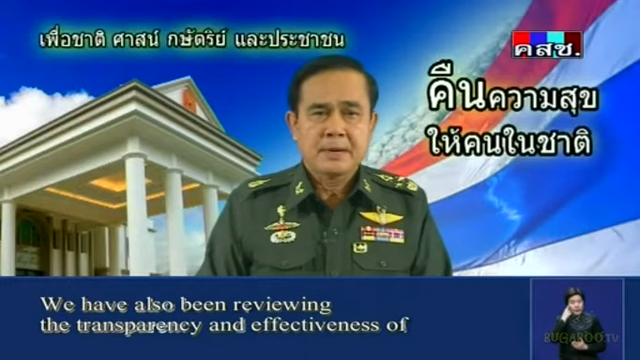 เพื่อชาติ ศาสน์ กษัตริย์ และประชาชน
คสช.
คืนความสุข
ให้คนในชาติ
We have also been reviewing
the transparency and effectiveness of
BUGABOO.TV